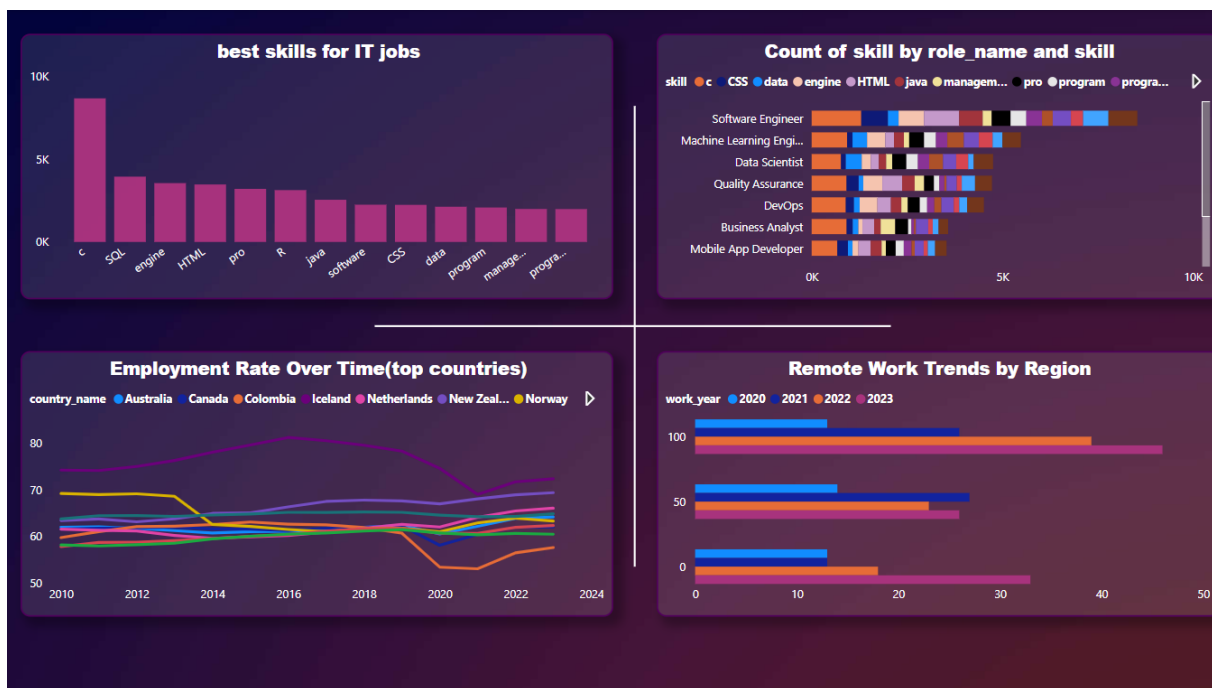 best skills for IT jobs
10K
5K
0K
c
SQL
engine
HTML
pro
R
java
software
CSS
data
program
manage...
progra...
Count of skill by role_name and skill
skill c CSS data engine HTML java managem... pro program progra...
Software Engineer
Machine Learning Engi...
Data Scientist
Quality Assurance
DevOps
Business Analyst
Mobile App Developer
0K 5K 10K
Employment Rate Over Time(top countries)
country_name Australia Canada Colombia Iceland Netherlands New Zeal... Norway
80
70
60
50
2010 2012 2014 2016 2018 2020 2022 2024
Remote Work Trends by Region
work_year 2020 2021 2022 2023
100
50
0
0 10 20 30 40 50